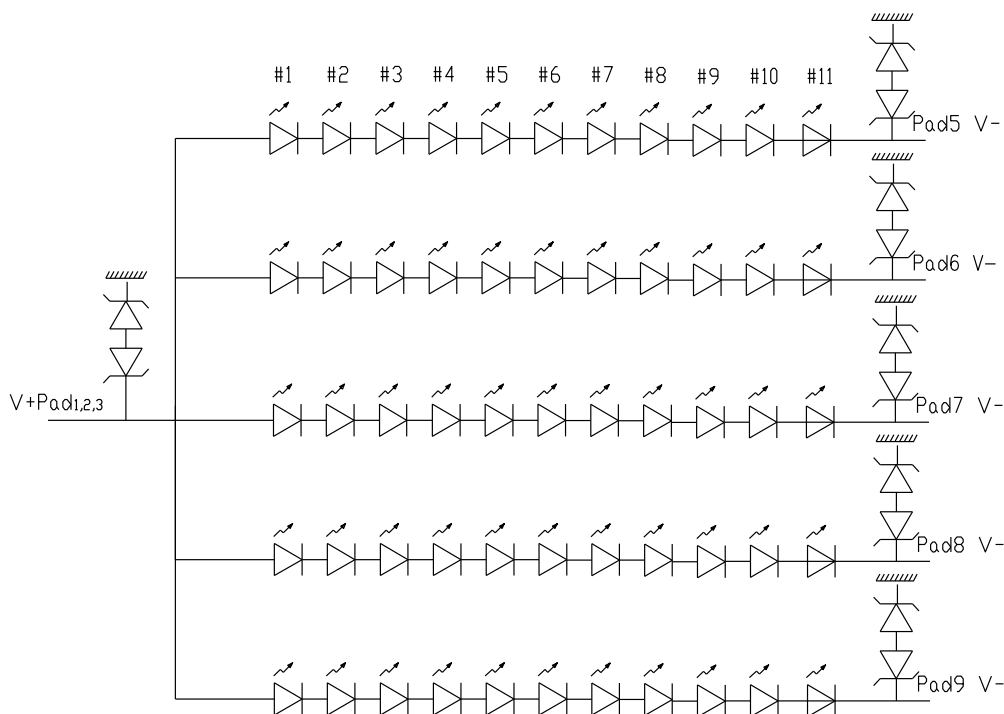 #1 #2 #3 #4 #5 #6 #7 #8 #9 #10 #11
Pad5 V-
Pad6 V-
V+Pad1,2,3
Pad7 V-
Pad8 V-
Pad9 V-